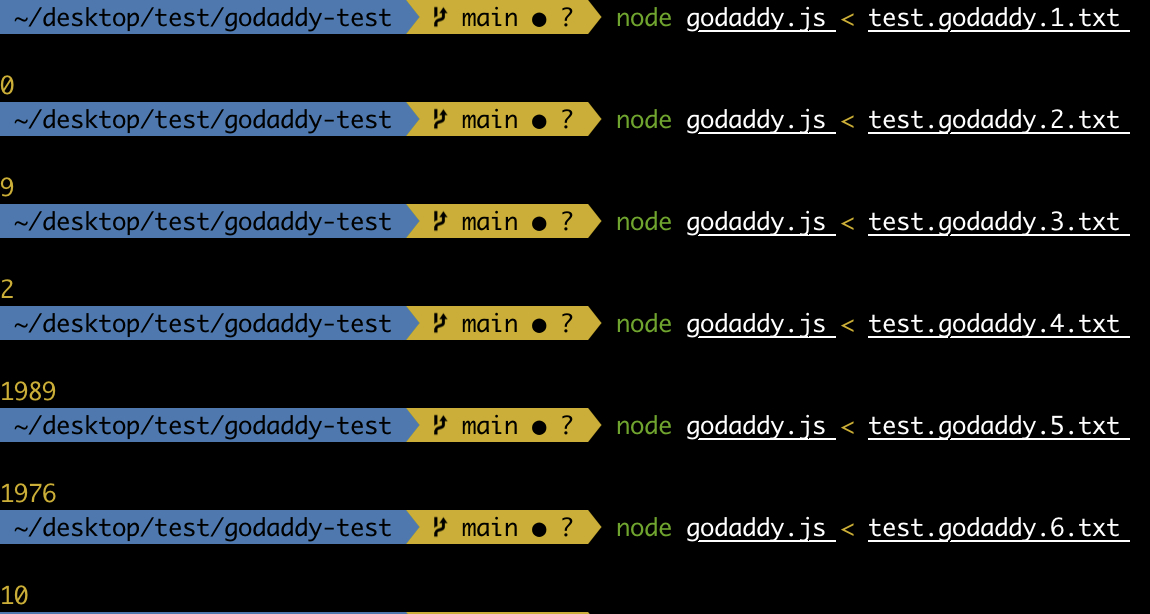 ~/desktop/test/godaddy-test main ● ? node godaddy.js < test.godaddy.1.txt
0
~/desktop/test/godaddy-test main ● ? node godaddy.js < test.godaddy.2.txt
9
~/desktop/test/godaddy-test main ● ? node godaddy.js < test.godaddy.3.txt
2
~/desktop/test/godaddy-test main ● ? node godaddy.js < test.godaddy.4.txt
1989
~/desktop/test/godaddy-test main ● ? node godaddy.js < test.godaddy.5.txt
1976
~/desktop/test/godaddy-test main ● ? node godaddy.js < test.godaddy.6.txt
10